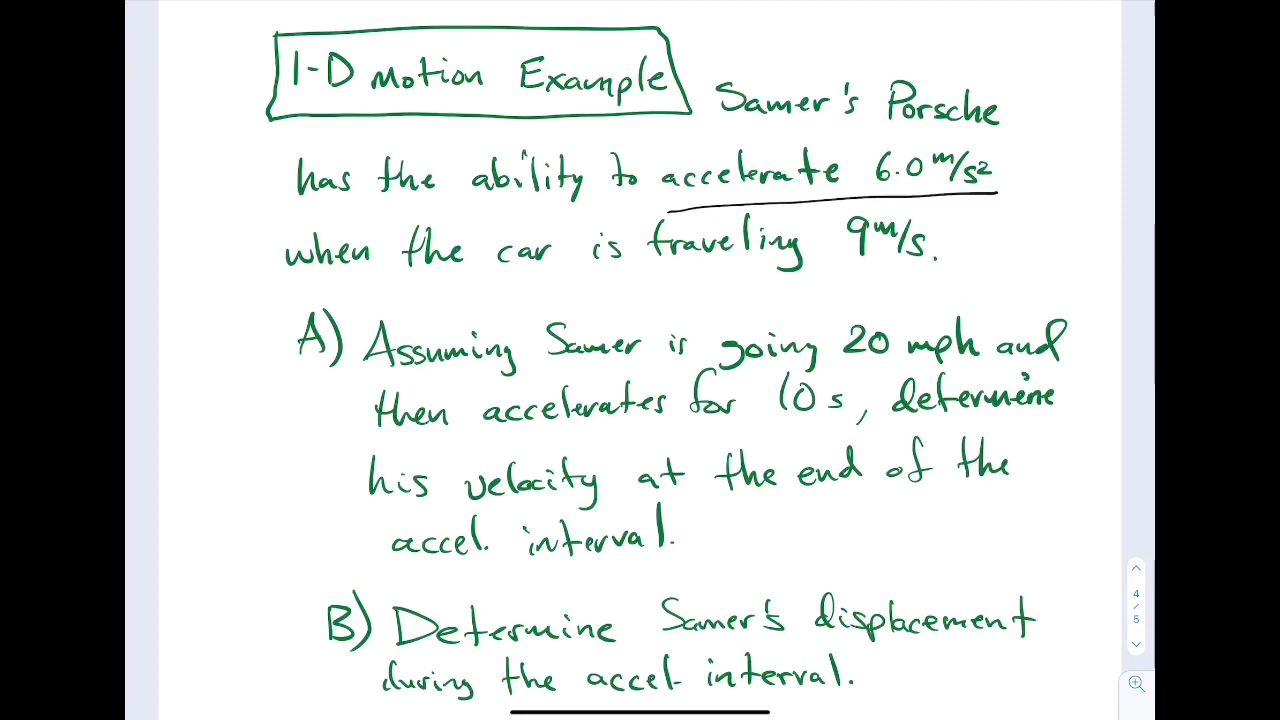 1-D Motion Example
Samer's Porsche
has the ability to accelerate 6.0 m/s²
when the car is traveling 9 m/s.
A) Assuming Samer is going 20 mph and
then accelerates for 10 s, determine
his velocity at the end of the
accel. interval.
B) Determine Samer's displacement
during the accel. interval.
4
/
5